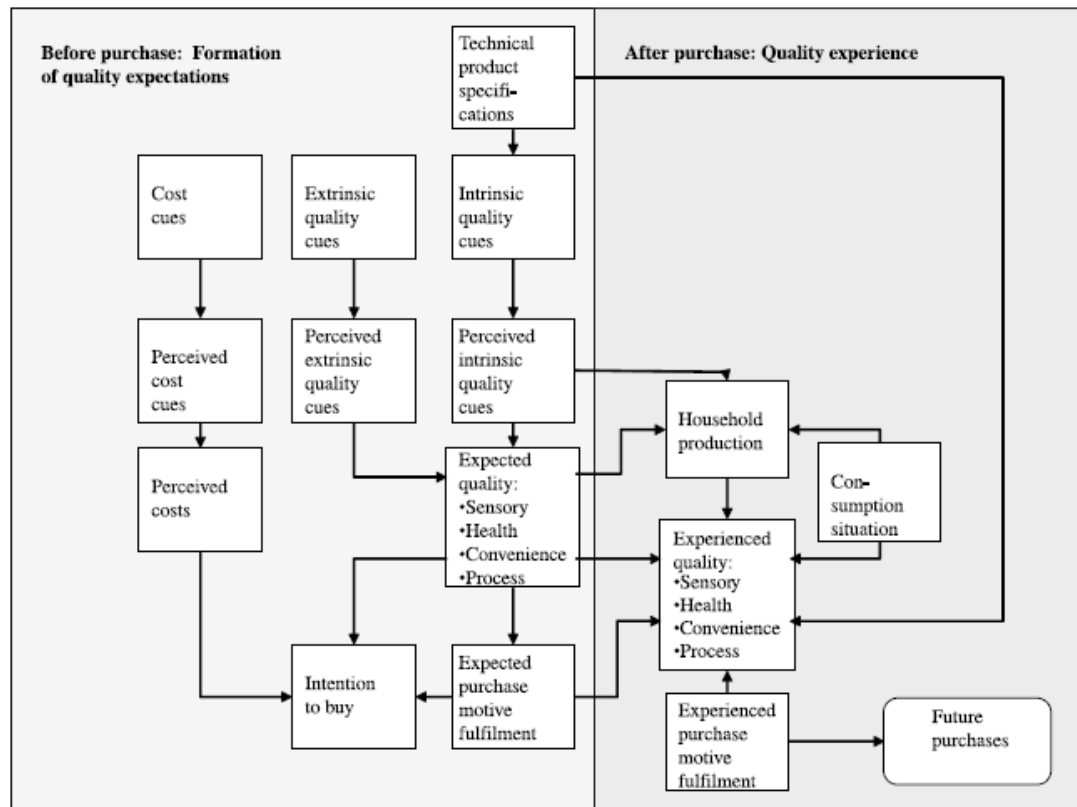 Before purchase: Formation
of quality expectations
Technical
product
specifi-
cations
After purchase: Quality experience
Cost
cues
Extrinsic
quality
cues
Intrinsic
quality
cues
Perceived
cost
cues
Perceived
extrinsic
quality
cues
Perceived
intrinsic
quality
cues
Household
production
Perceived
costs
Expected
quality:
•Sensory
•Health
•Convenience
•Process
Con-
sumption
situation
Experienced
quality:
•Sensory
•Health
•Convenience
•Process
Intention
to buy
Expected
purchase
motive
fulfilment
Experienced
purchase
motive
fulfilment
Future
purchases